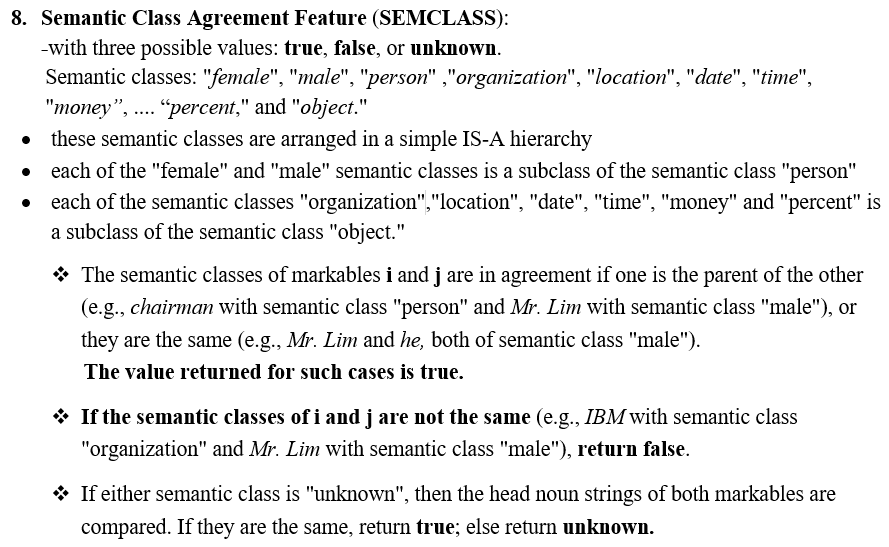 8. Semantic Class Agreement Feature (SEMCLASS):
-with three possible values: true, false, or unknown.
Semantic classes: "female", "male", "person" ,"organization", "location", "date", "time",
"money”, .... “percent," and "object."
• these semantic classes are arranged in a simple IS-A hierarchy
• each of the "female" and "male" semantic classes is a subclass of the semantic class "person"
• each of the semantic classes "organization","location", "date", "time", "money" and "percent" is
a subclass of the semantic class "object."
❖ The semantic classes of markables i and j are in agreement if one is the parent of the other
(e.g., chairman with semantic class "person" and Mr. Lim with semantic class "male"), or
they are the same (e.g., Mr. Lim and he, both of semantic class "male").
The value returned for such cases is true.
❖ If the semantic classes of i and j are not the same (e.g., IBM with semantic class
"organization" and Mr. Lim with semantic class "male"), return false.
❖ If either semantic class is "unknown", then the head noun strings of both markables are
compared. If they are the same, return true; else return unknown.